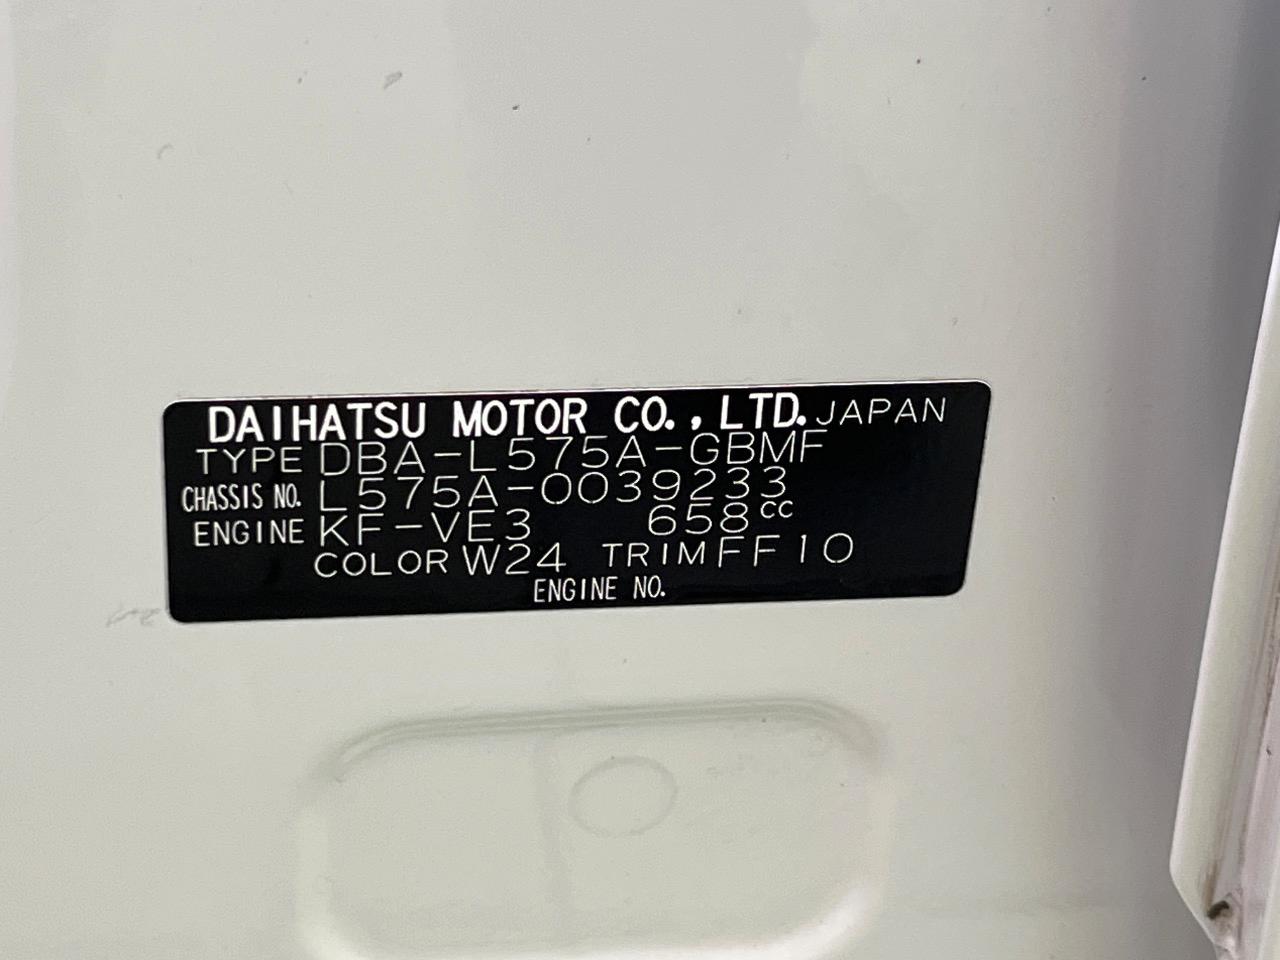 DAIHATSU MOTOR CO., LTD. JAPAN
TYPE DBA-L575A-GBMF
CHASSIS NO. L575A-0039233
ENGINE KF-VE3 658cc
COLOR W24 TRIM FF10
ENGINE NO.